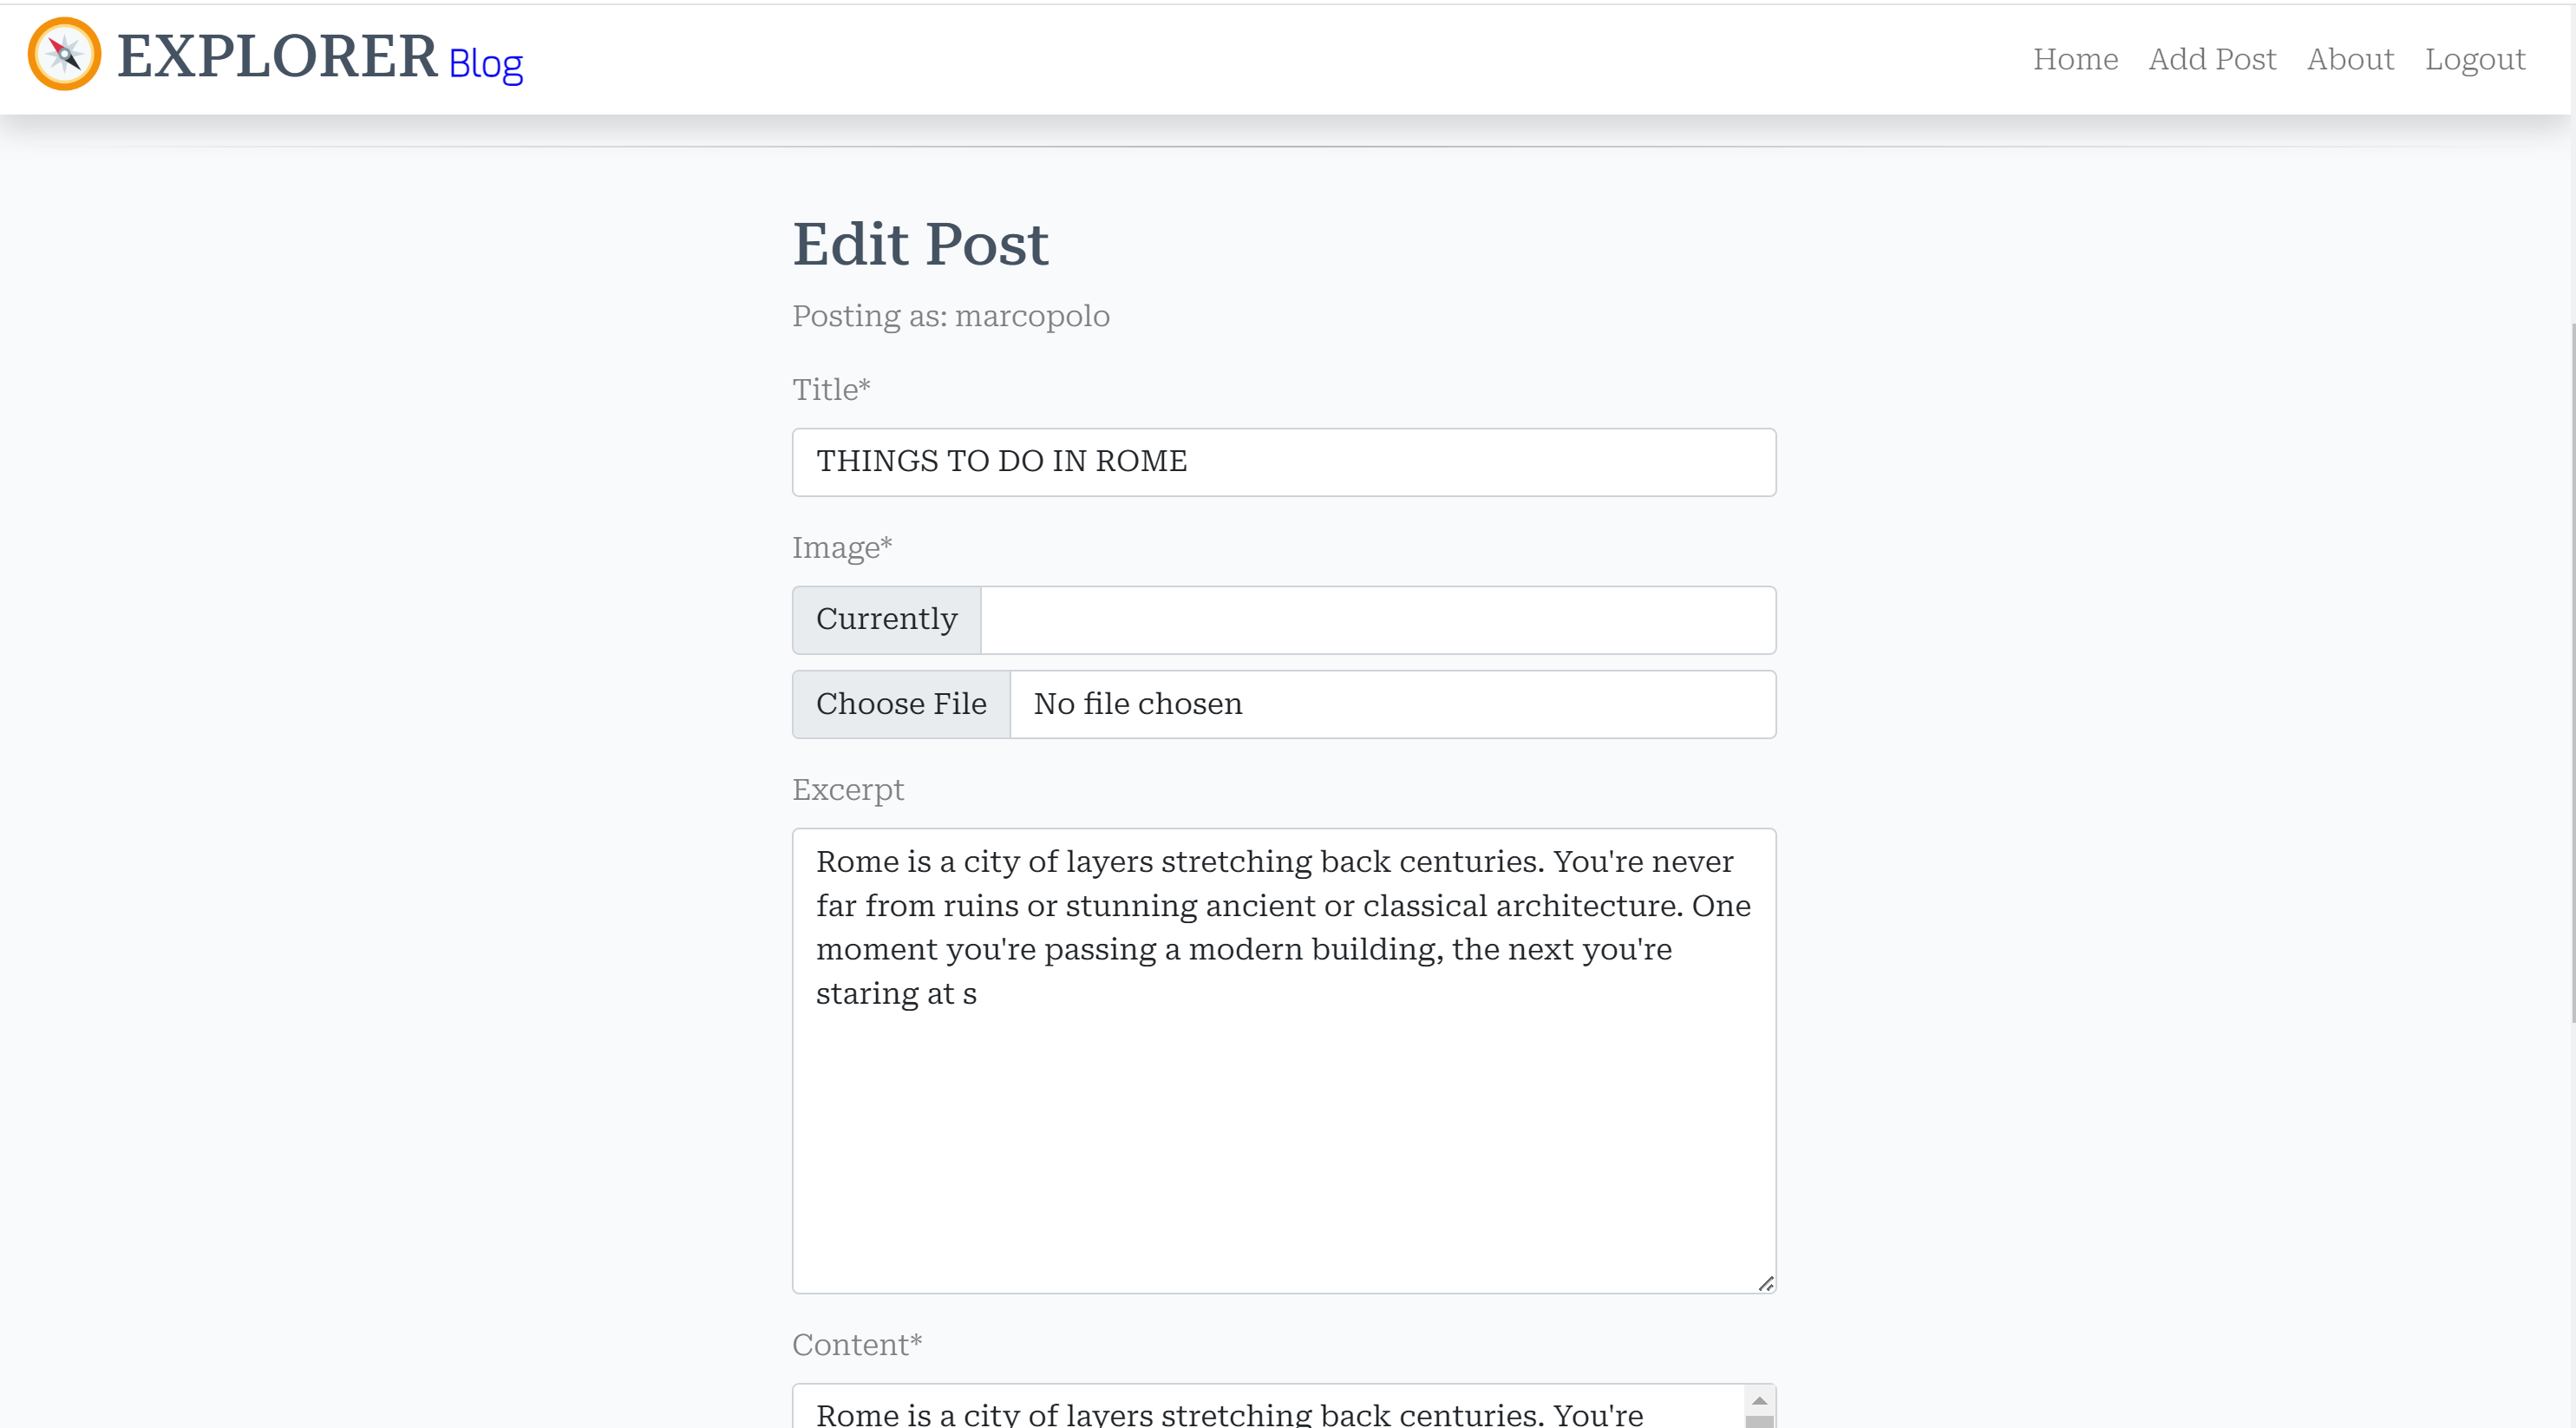 EXPLORER Blog
Home Add Post About Logout
Edit Post
Posting as: marcopolo
Title*
THINGS TO DO IN ROME
Image*
Currently
Choose File No file chosen
Excerpt
Rome is a city of layers stretching back centuries. You're never
far from ruins or stunning ancient or classical architecture. One
moment you're passing a modern building, the next you're
staring at s
Content*
Rome is a city of layers stretching back centuries. You're